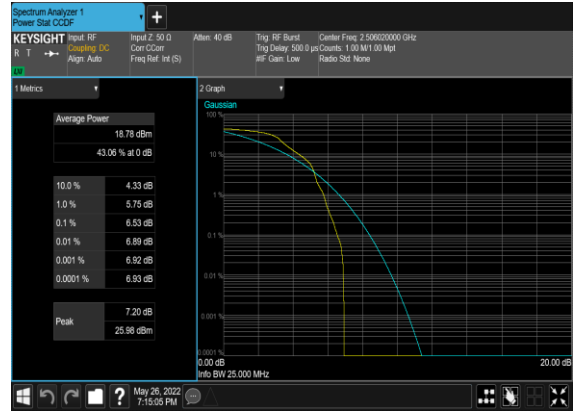 Spectrum Analyzer 1
Power Stat CCDF
KEYSIGHT
R T
LXI
Input: RF
Coupling: DC
Align: Auto
Input Z: 50 Ω
Corr CCorr
Freq Ref: Int (S)
Atten: 40 dB
Trig: RF Burst
Trig Delay: 500.0 µs
#IF Gain: Low
Center Freq: 2.506020000 GHz
Counts: 1.00 M/1.00 Mpt
Radio Std: None
1 Metrics
Average Power
18.78 dBm
43.06 % at 0 dB
10.0 % 4.33 dB
1.0 % 5.75 dB
0.1 % 6.53 dB
0.01 % 6.89 dB
0.001 % 6.92 dB
0.0001 % 6.93 dB
Peak
7.20 dB
25.98 dBm
2 Graph
Gaussian
100 %
10 %
1 %
0.1 %
0.01 %
0.001 %
0.0001 %
0.00 dB
20.00 dB
Info BW 25.000 MHz
?
May 26, 2022
7:15:05 PM